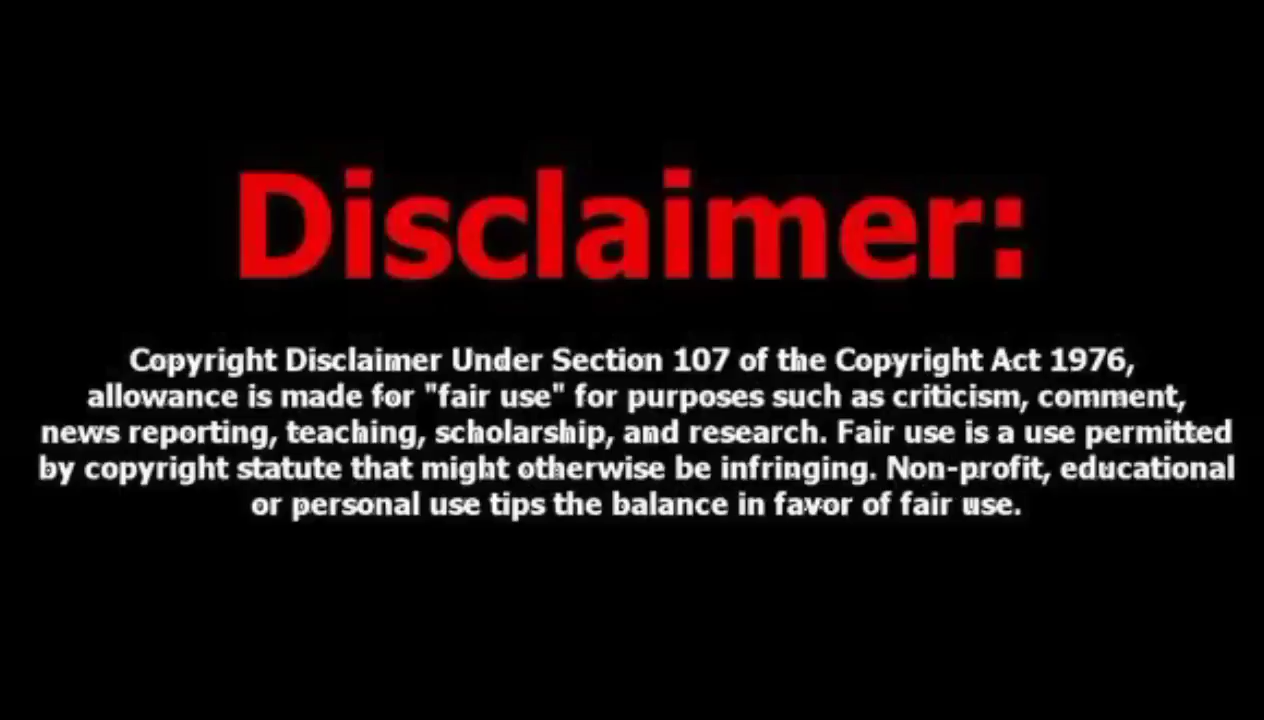 Disclaimer:
Copyright Disclaimer Under Section 107 of the Copyright Act 1976,
allowance is made for "fair use" for purposes such as criticism, comment,
news reporting, teaching, scholarship, and research. Fair use is a use permitted
by copyright statute that might otherwise be infringing. Non-profit, educational
or personal use tips the balance in favor of fair use.